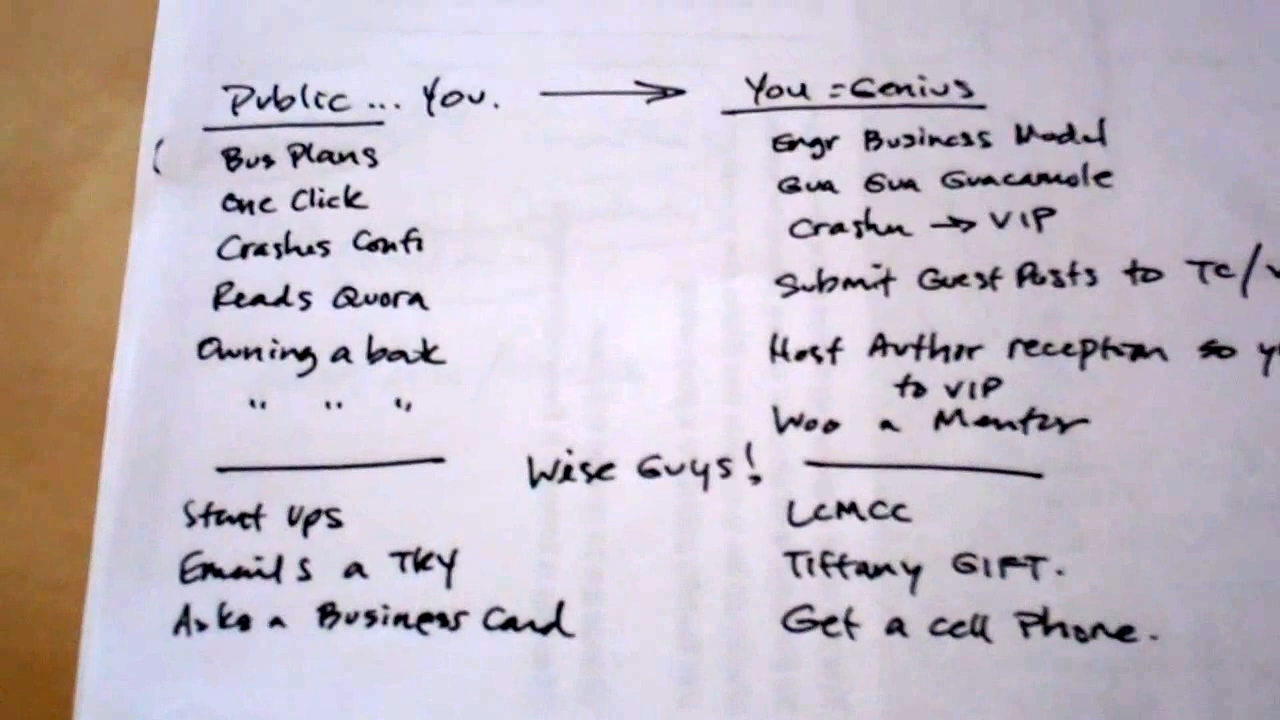 Public ... You. → You = Genius
Bus Plans
One Click
Crashes Conf
Reads Quora
Owning a book
" " "
Engr Business Model
Gua Gua Guacamole
Crasher → VIP
Submit Guest Posts to TC/
Host Author reception so
to VIP
Woo a Mentor
Wise Guys!
Start Ups
Emails a TKY
Asks a Business Card
LCMCC
Tiffany GIFT.
Get a cell Phone.